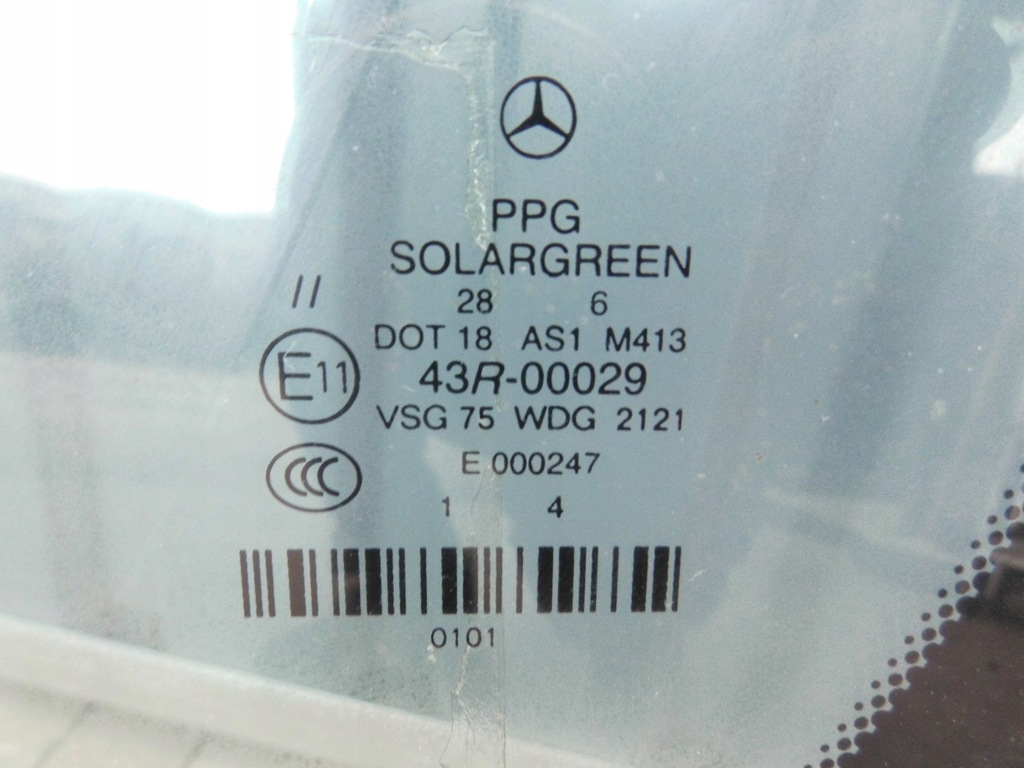 PPG
SOLARGREEN
28 6
//
DOT 18 AS1 M413
E11
43R-00029
VSG 75 WDG 2121
CCC
E 000247
1 4
0101